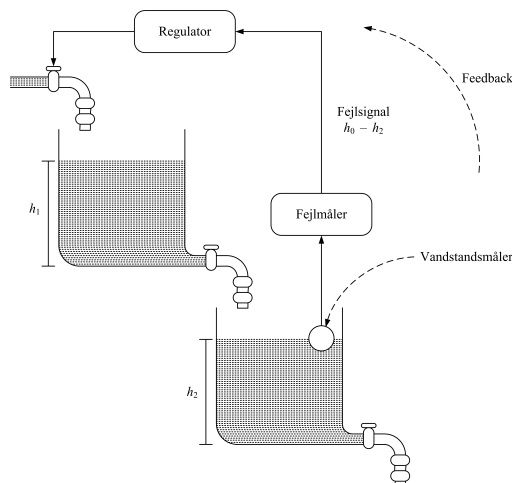 Regulator
Feedback
Fejlsignal
h₀ − h₂
h₁
Fejlmåler
Vandstandsmåler
h₂